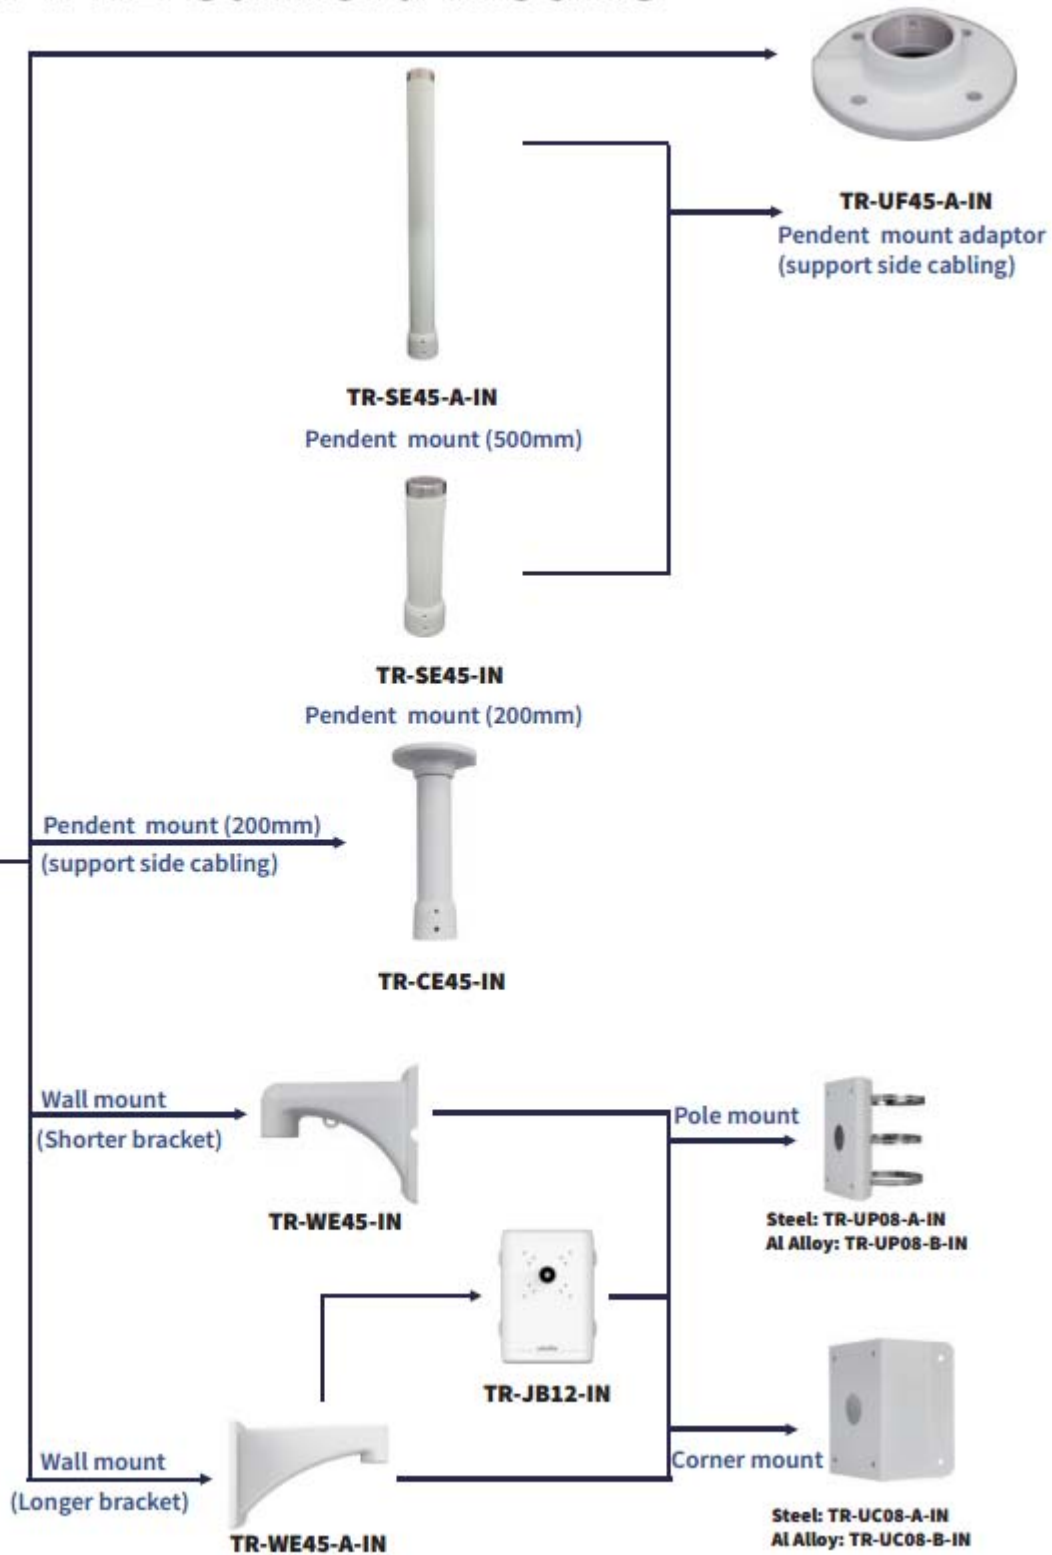 TR-UF45-A-IN
Pendent mount adaptor
(support side cabling)
TR-SE45-A-IN
Pendent mount (500mm)
TR-SE45-IN
Pendent mount (200mm)
Pendent mount (200mm)
(support side cabling)
TR-CE45-IN
Wall mount
(Shorter bracket)
TR-WE45-IN
Pole mount
Steel: TR-UP08-A-IN
Al Alloy: TR-UP08-B-IN
TR-JB12-IN
Wall mount
(Longer bracket)
TR-WE45-A-IN
Corner mount
Steel: TR-UC08-A-IN
Al Alloy: TR-UC08-B-IN